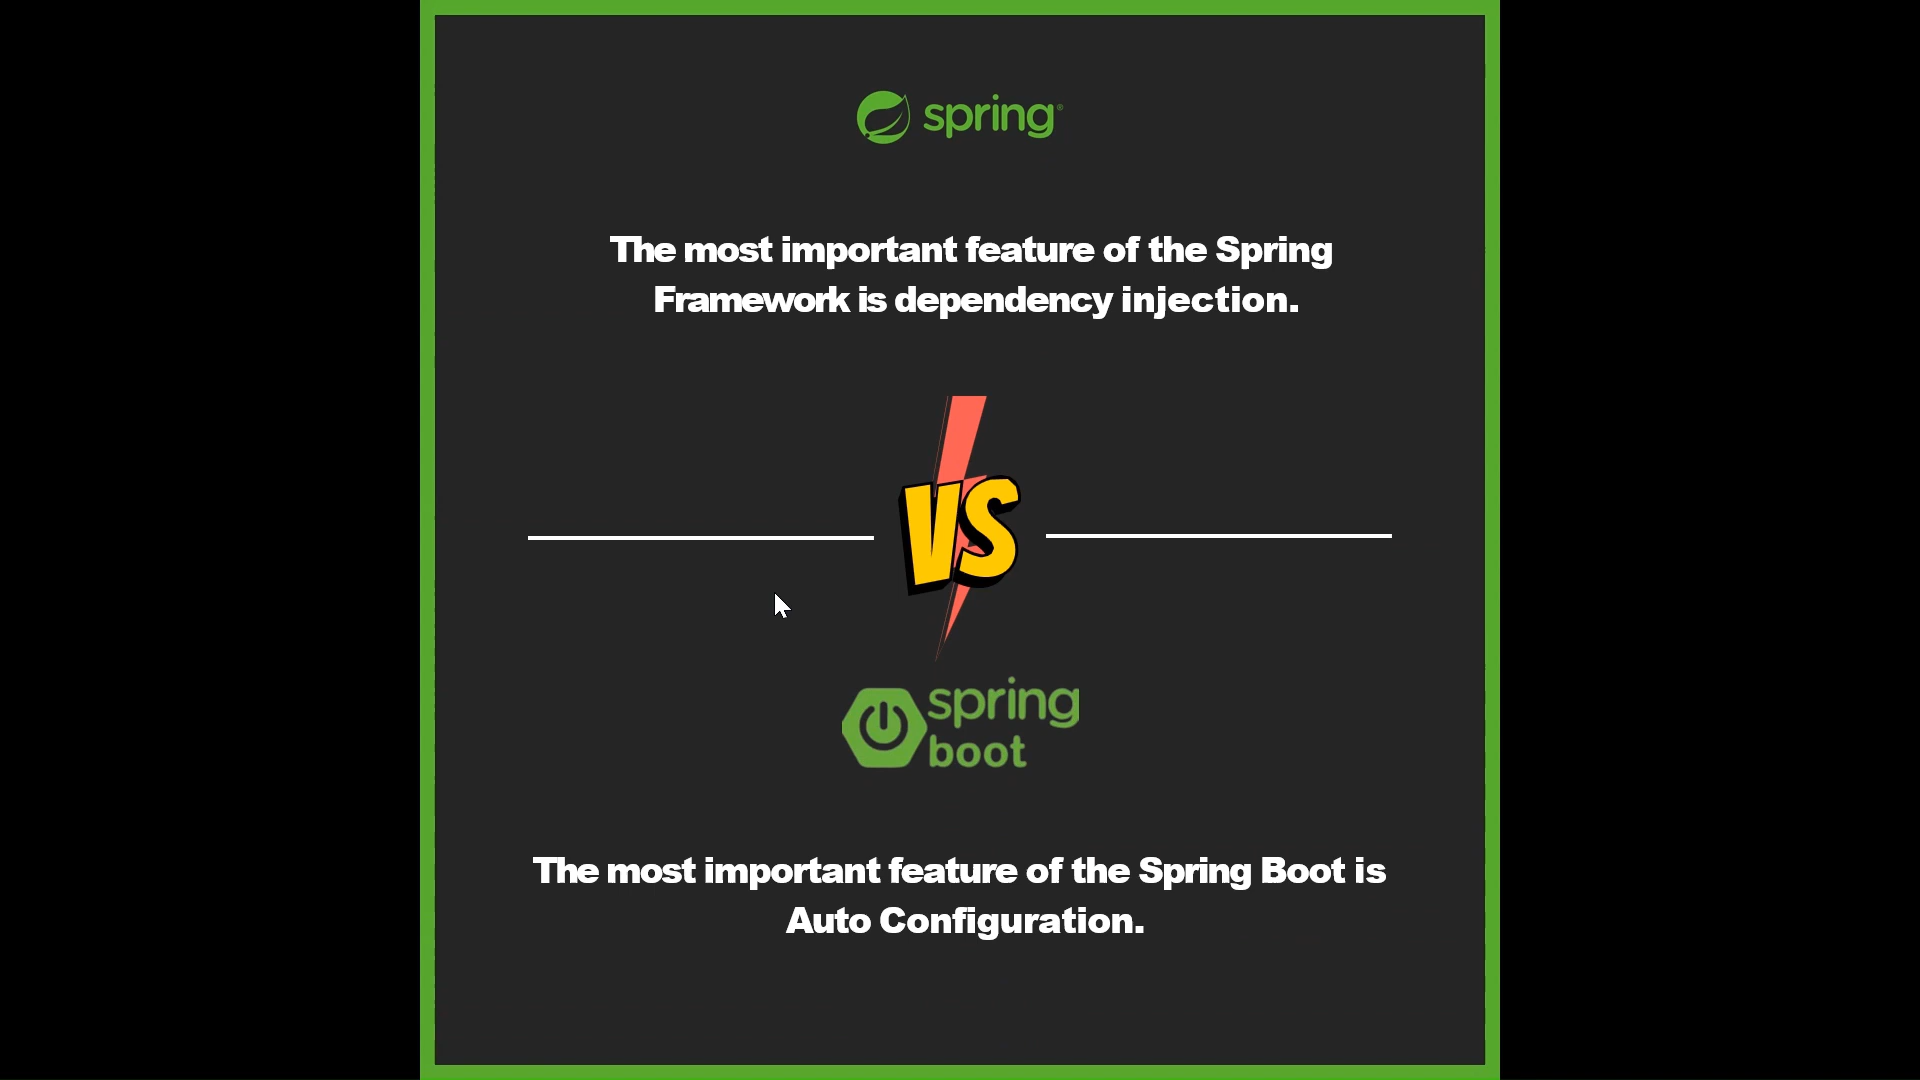 spring
The most important feature of the Spring
Framework is dependency injection.
VS
spring
boot
The most important feature of the Spring Boot is
Auto Configuration.